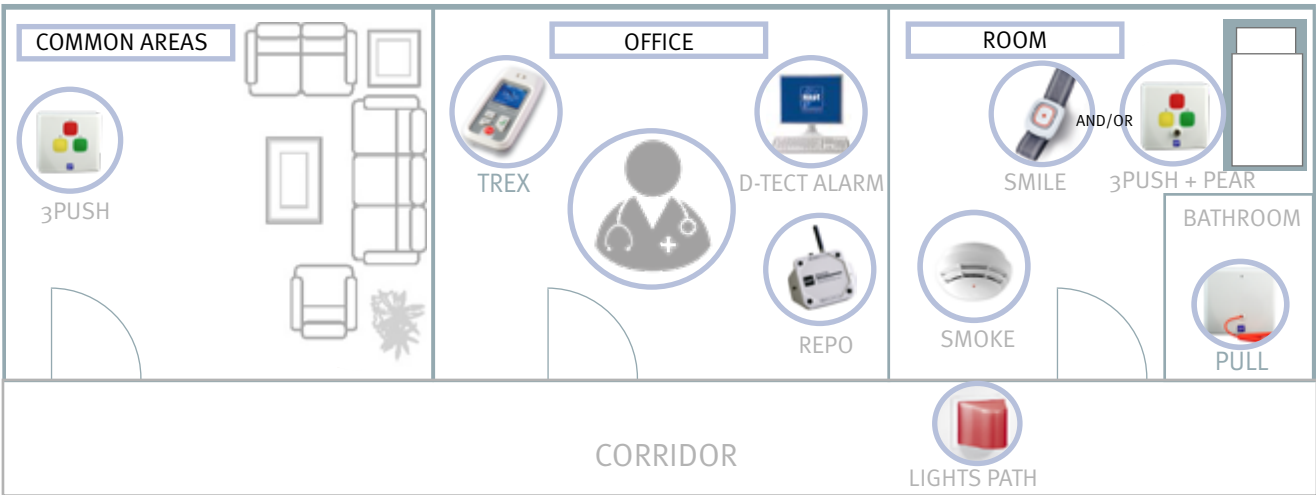 COMMON AREAS
3PUSH
OFFICE
TREX
D-TECT ALARM
REPO
ROOM
SMILE
AND/OR
3PUSH + PEAR
SMOKE
BATHROOM
PULL
CORRIDOR
LIGHTS PATH